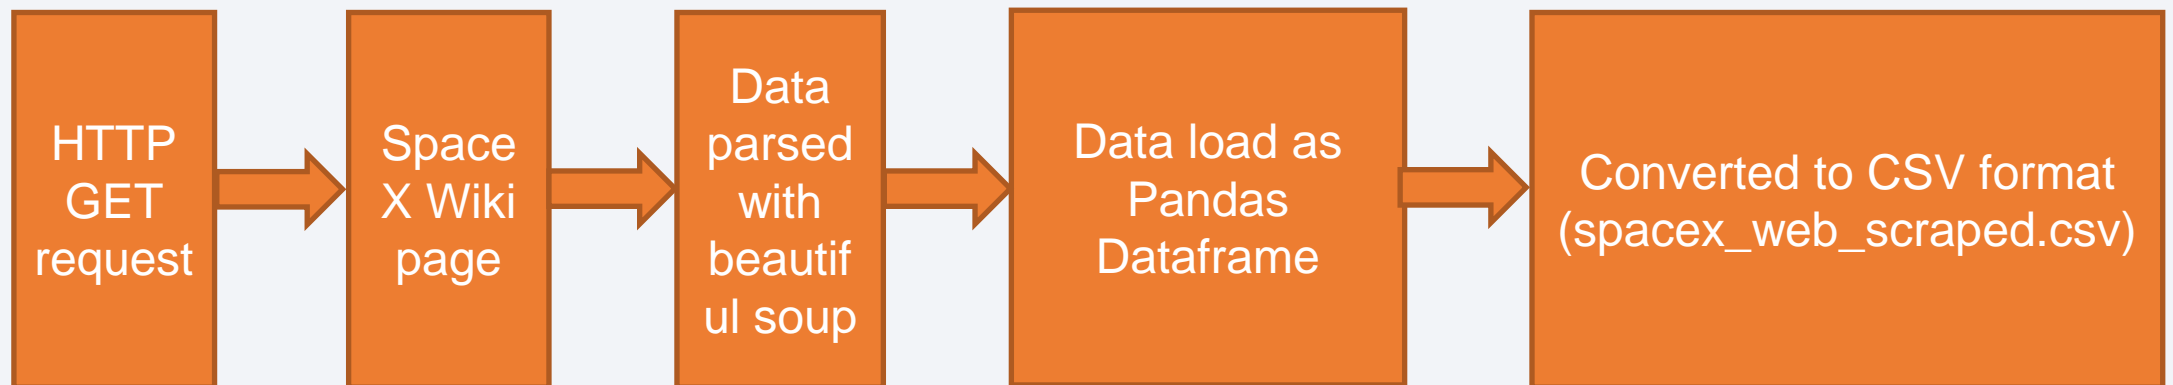 HTTP
GET
request
Space
X Wiki
page
Data
parsed
with
beautif
ul soup
Data load as
Pandas
Dataframe
Converted to CSV format
(spacex_web_scraped.csv)